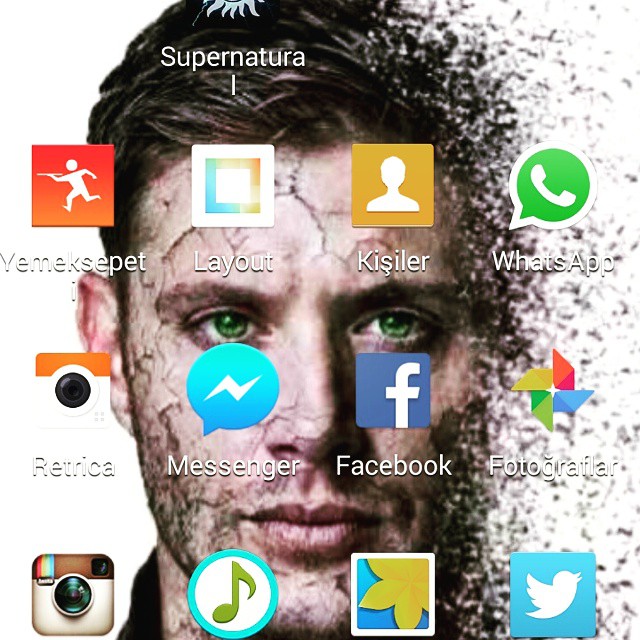 Supernatura
l
Yemeksepet
i
Layout
Kişiler
WhatsApp
Retrica
Messenger
Facebook
Fotoğraflar